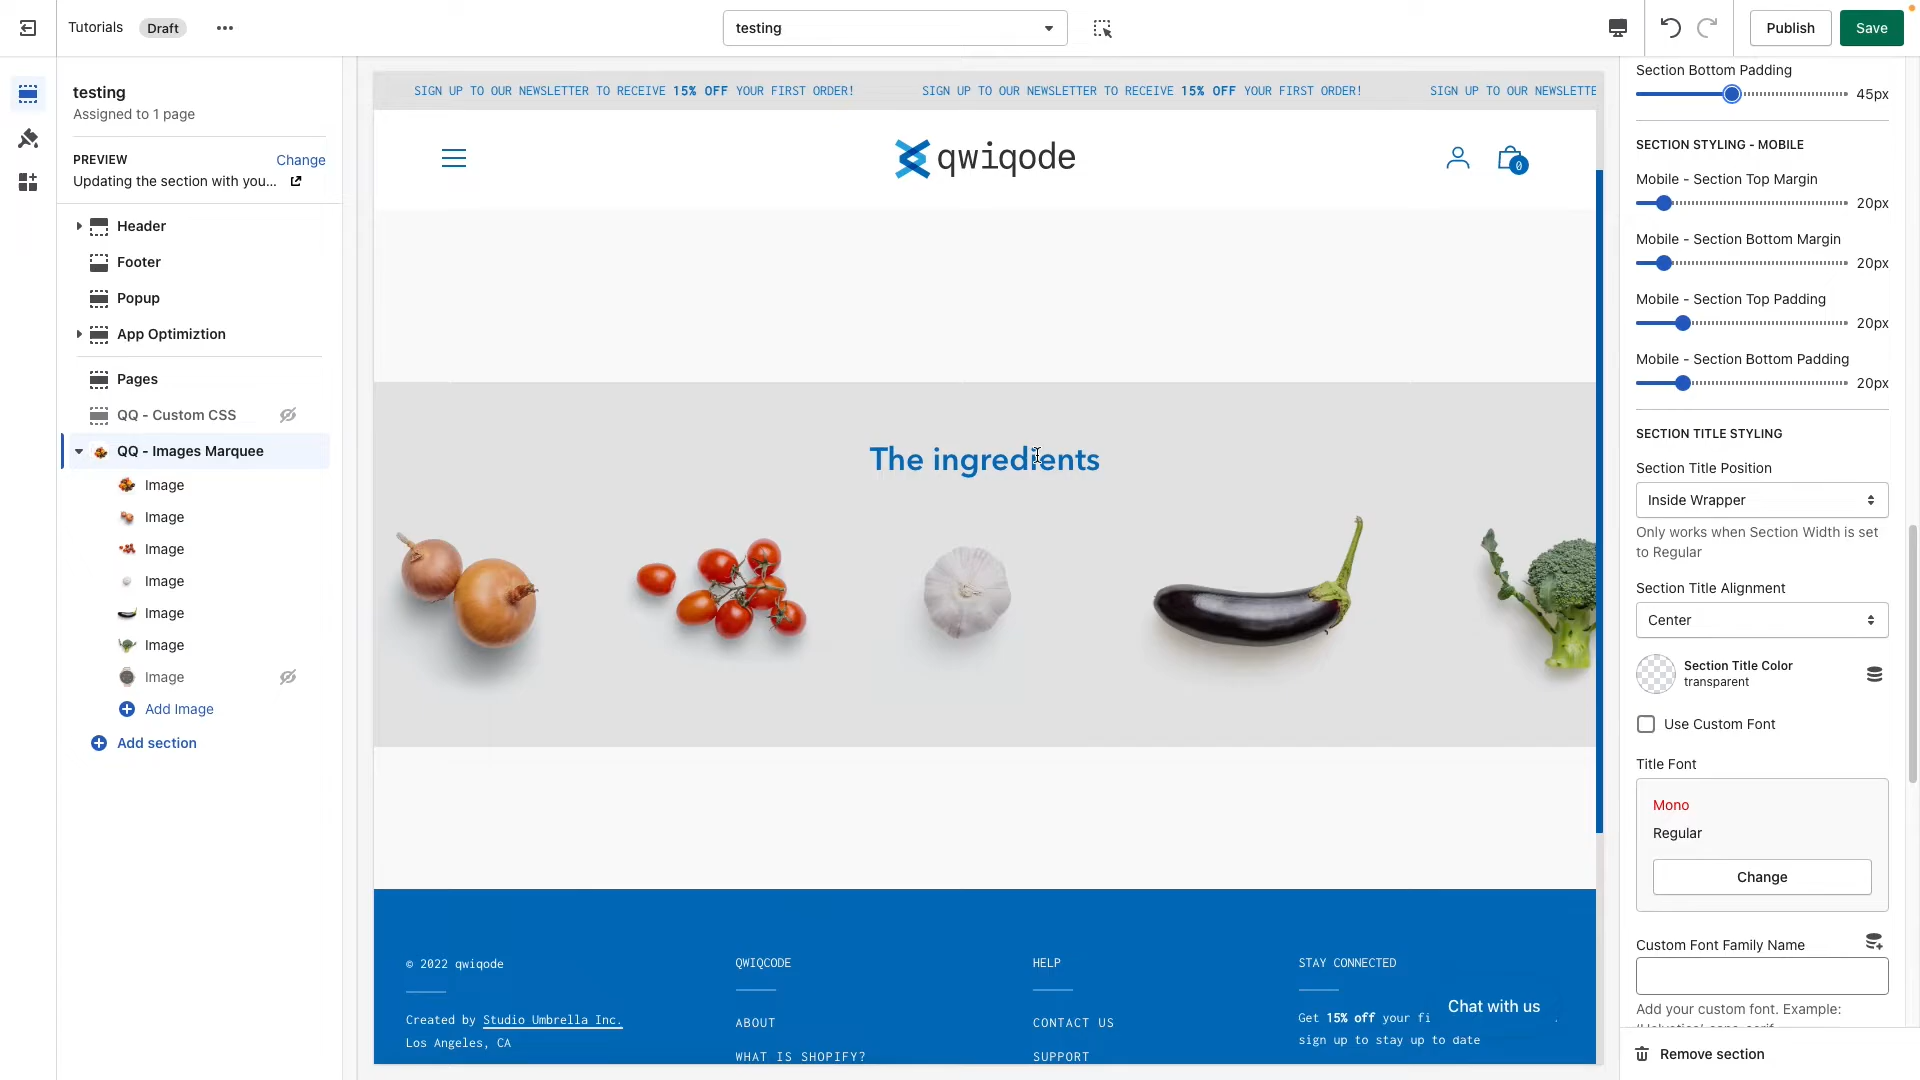 Tutorials
Draft
testing
Publish
Save
testing
Assigned to 1 page
PREVIEW
Change
Updating the section with you...
Header
Footer
Popup
App Optimiztion
Pages
QQ - Custom CSS
QQ - Images Marquee
Image
Image
Image
Image
Image
Image
Image
Add Image
Add section
SIGN UP TO OUR NEWSLETTER TO RECEIVE 15% OFF YOUR FIRST ORDER!
SIGN UP TO OUR NEWSLETTER TO RECEIVE 15% OFF YOUR FIRST ORDER!
SIGN UP TO OUR NEWSLETTE
qwiqode
0
The ingredients
© 2022 qwiqode
Created by Studio Umbrella Inc.
Los Angeles, CA
QWIQCODE
ABOUT
WHAT IS SHOPIFY?
HELP
CONTACT US
SUPPORT
STAY CONNECTED
Get 15% off your fi
sign up to stay up to date
Chat with us
Section Bottom Padding
45px
SECTION STYLING - MOBILE
Mobile - Section Top Margin
20px
Mobile - Section Bottom Margin
20px
Mobile - Section Top Padding
20px
Mobile - Section Bottom Padding
20px
SECTION TITLE STYLING
Section Title Position
Inside Wrapper
Only works when Section Width is set
to Regular
Section Title Alignment
Center
Section Title Color
transparent
Use Custom Font
Title Font
Mono
Regular
Change
Custom Font Family Name
Add your custom font. Example:
Remove section